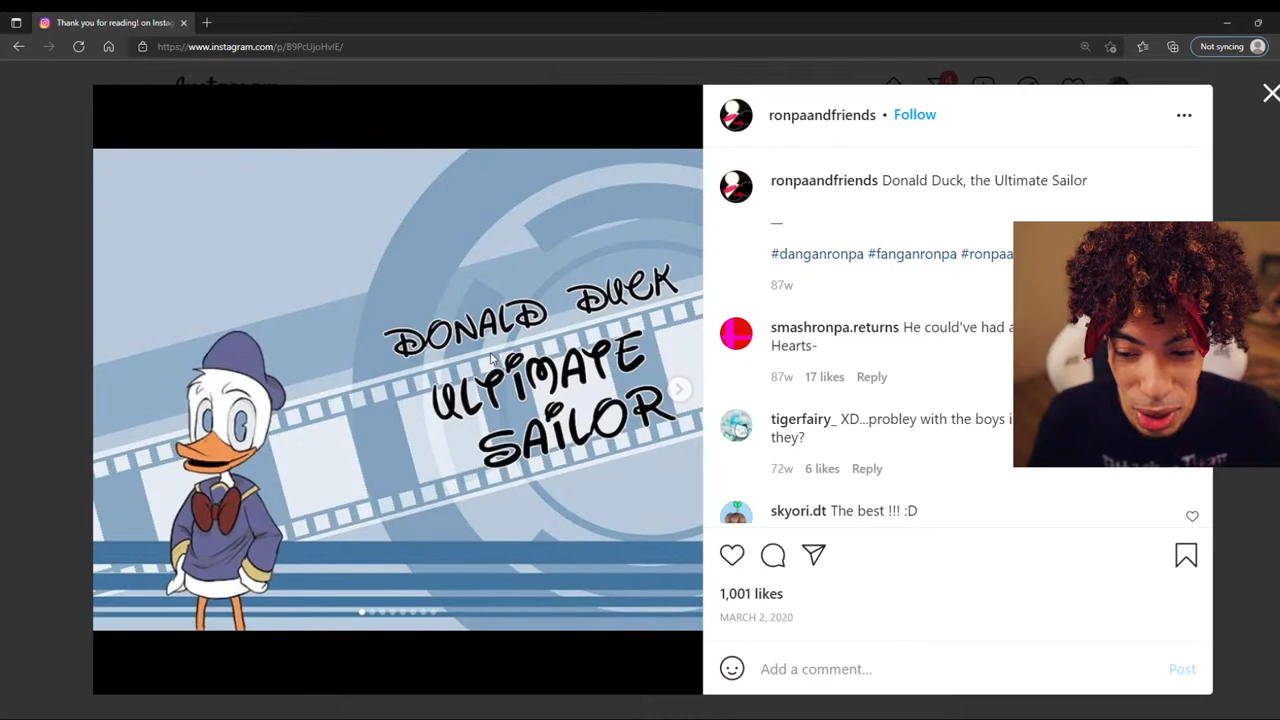 Thank you for reading! on Insta
https://www.instagram.com/p/B9PcUjoHvIE/
Not syncing
Instagram
4
DONALD DUCK
ULTIMATE
SAILOR
ronpaandfriends • Follow
ronpaandfriends Donald Duck, the Ultimate Sailor
—
#danganronpa #fanganronpa #ronpaa
87w
smashronpa.returns He could've had a
Hearts-
87w 17 likes Reply
tigerfairy_ XD...probley with the boys i
they?
72w 6 likes Reply
skyori.dt The best !!! :D
1,001 likes
MARCH 2, 2020
Add a comment...
Post